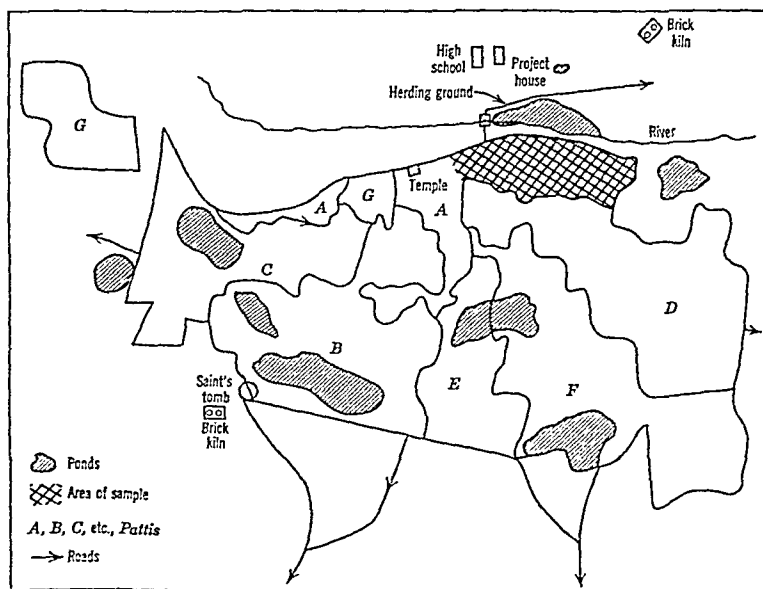 Brick
kiln
High
school
Project
house
Herding ground
River
G
Temple
A
G
A
C
D
B
E
F
Saint's
tomb
Brick
kiln
Ponds
Area of sample
A, B, C, etc., Pattis
Roads